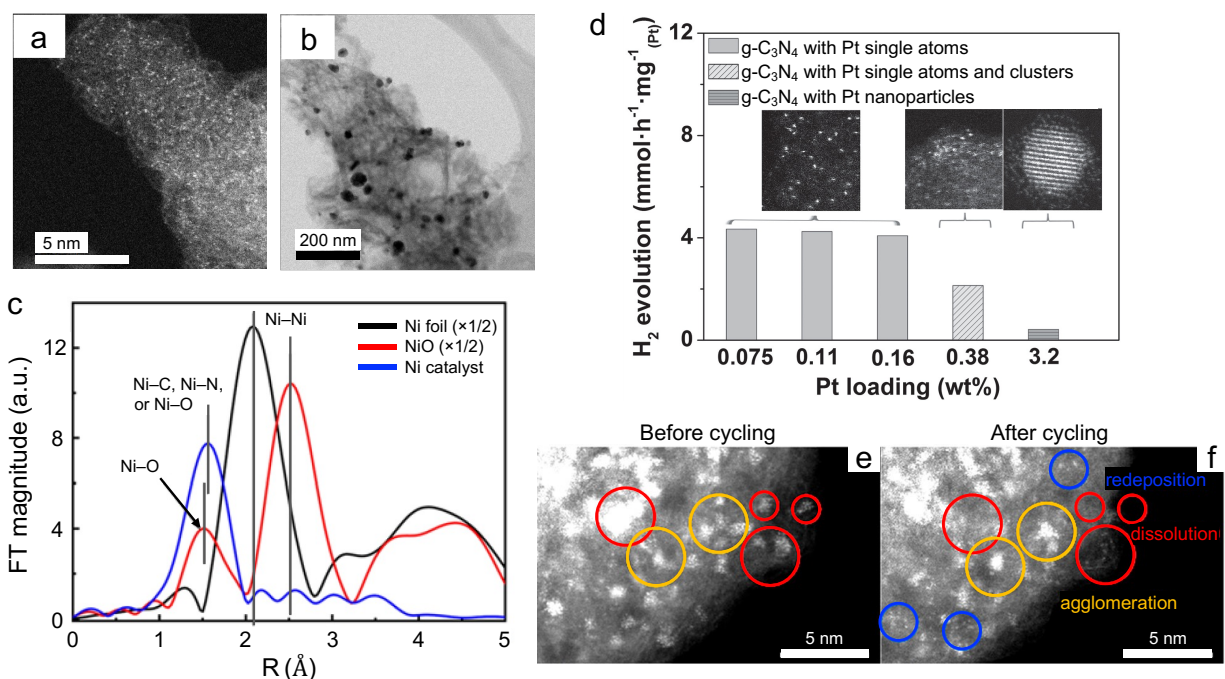 a
5 nm
b
200 nm
c
FT magnitude (a.u.)
12
8
4
0
Ni–Ni
Ni foil (×1/2)
NiO (×1/2)
Ni catalyst
Ni–C, Ni–N,
or Ni–O
Ni–O
0 1 2 3 4 5
R (Å)
d
H2 evolution (mmol·h-1·mg-1(Pt))
12
8
4
0
g-C3N4 with Pt single atoms
g-C3N4 with Pt single atoms and clusters
g-C3N4 with Pt nanoparticles
0.075 0.11 0.16 0.38 3.2
Pt loading (wt%)
Before cycling
e
5 nm
After cycling
f
redeposition
dissolution
agglomeration
5 nm